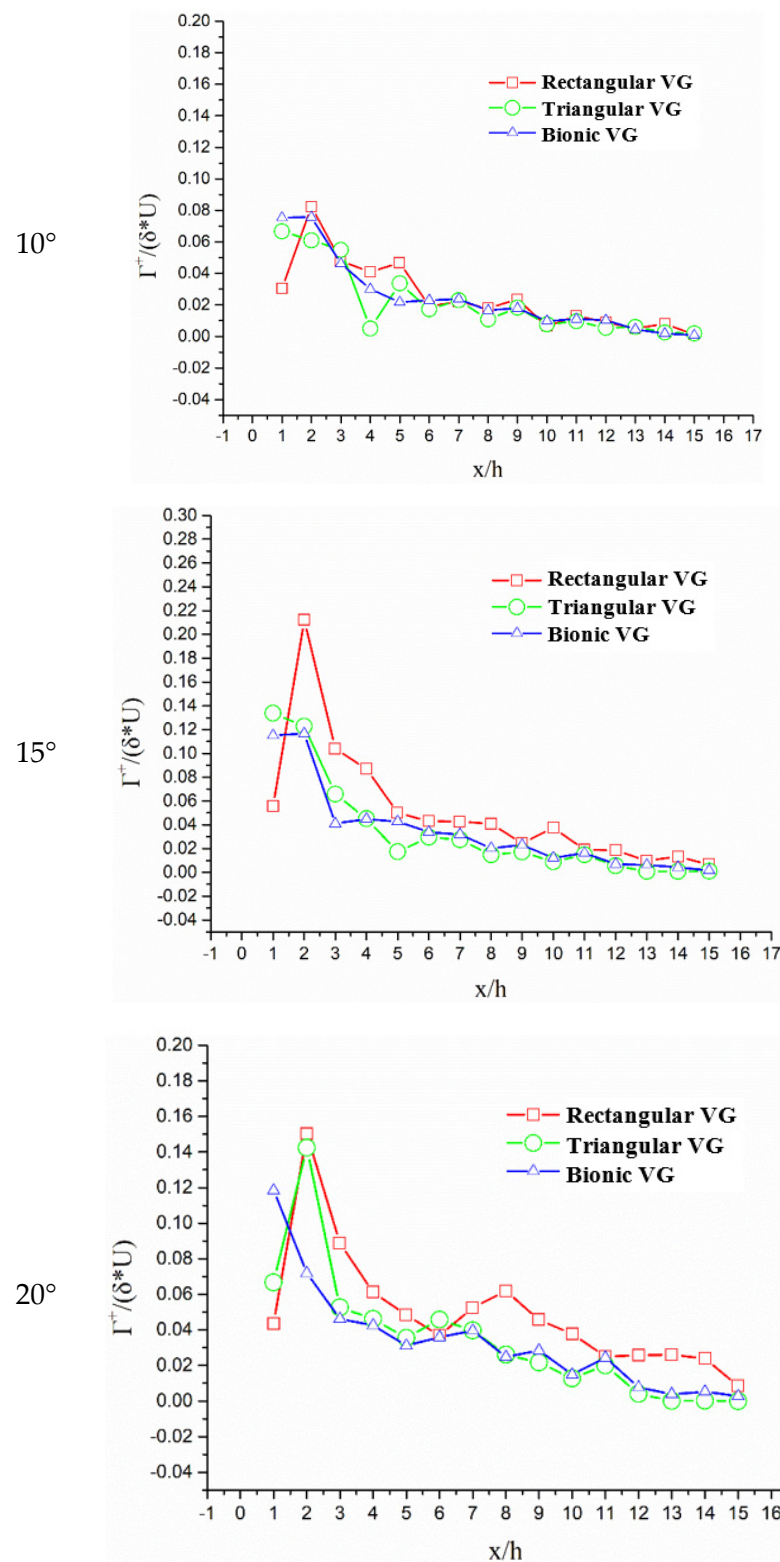 10°
Γ⁺/(δ*U)
0.20
0.18
0.16
0.14
0.12
0.10
0.08
0.06
0.04
0.02
0.00
-0.02
-0.04
Rectangular VG
Triangular VG
Bionic VG
-1 0 1 2 3 4 5 6 7 8 9 10 11 12 13 14 15 16 17
x/h
15°
Γ⁺/(δ*U)
0.30
0.28
0.26
0.24
0.22
0.20
0.18
0.16
0.14
0.12
0.10
0.08
0.06
0.04
0.02
0.00
-0.02
-0.04
Rectangular VG
Triangular VG
Bionic VG
-1 0 1 2 3 4 5 6 7 8 9 10 11 12 13 14 15 16 17
x/h
20°
Γ⁺/(δ*U)
0.20
0.18
0.16
0.14
0.12
0.10
0.08
0.06
0.04
0.02
0.00
-0.02
-0.04
Rectangular VG
Triangular VG
Bionic VG
-1 0 1 2 3 4 5 6 7 8 9 10 11 12 13 14 15 16
x/h